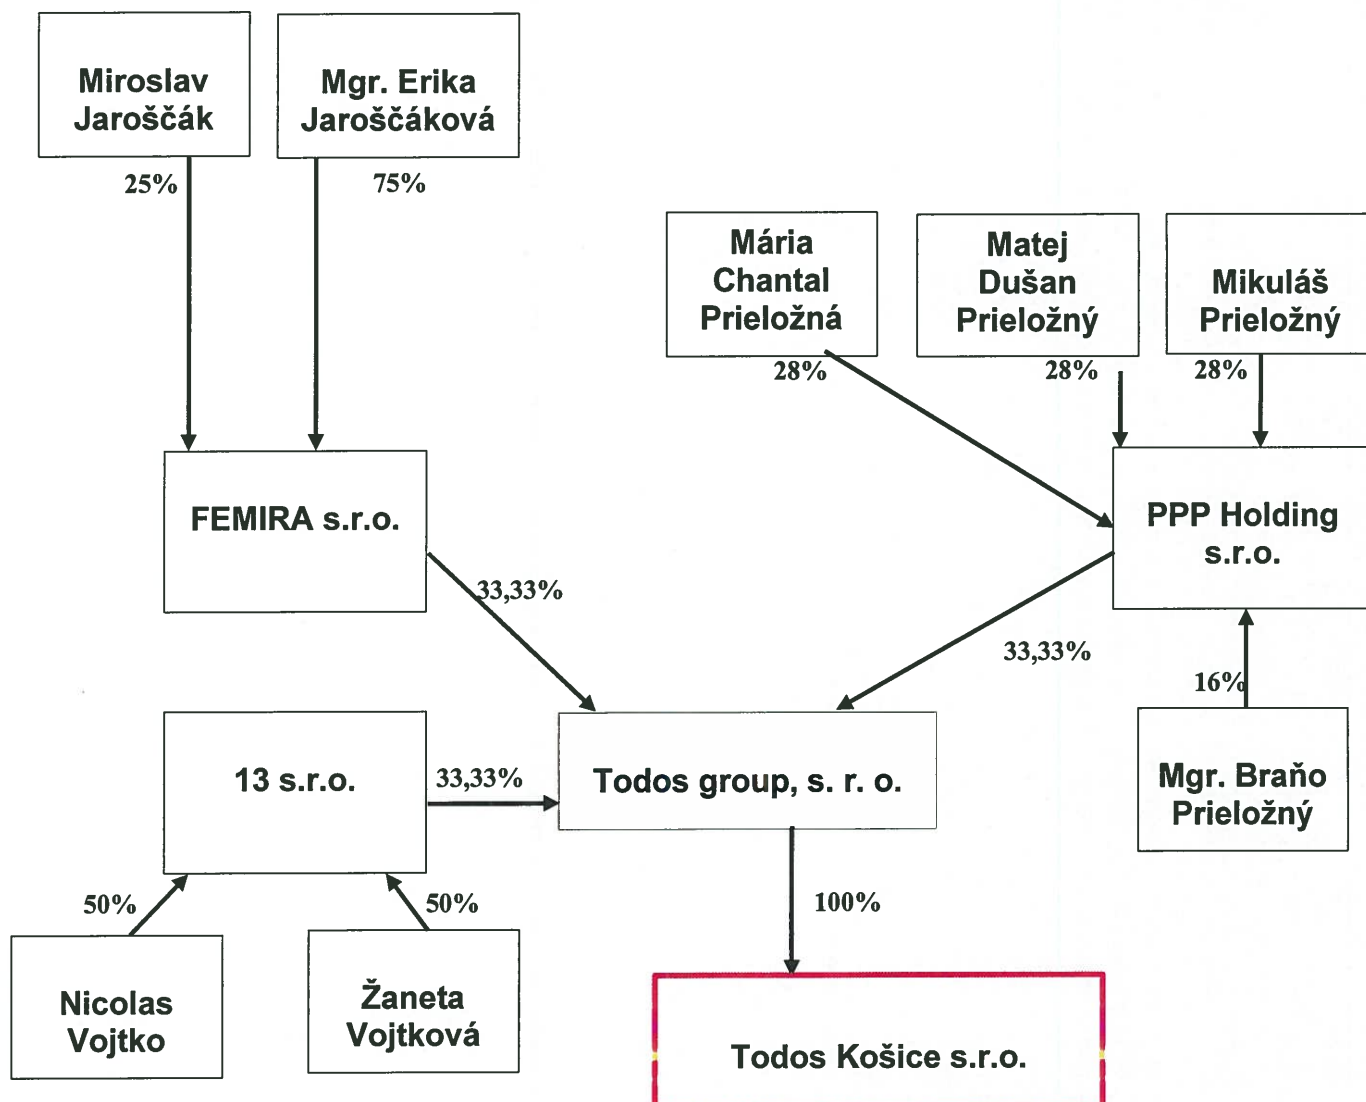 Miroslav
Jaroščák
Mgr. Erika
Jaroščáková
25%
75%
Mária
Chantal
Prieložná
Matej
Dušan
Prieložný
Mikuláš
Prieložný
28%
28%
28%
FEMIRA s.r.o.
PPP Holding
s.r.o.
33,33%
33,33%
16%
13 s.r.o.
33,33%
Todos group, s. r. o.
Mgr. Braňo
Prieložný
50%
50%
100%
Nicolas
Vojtko
Žaneta
Vojtková
Todos Košice s.r.o.